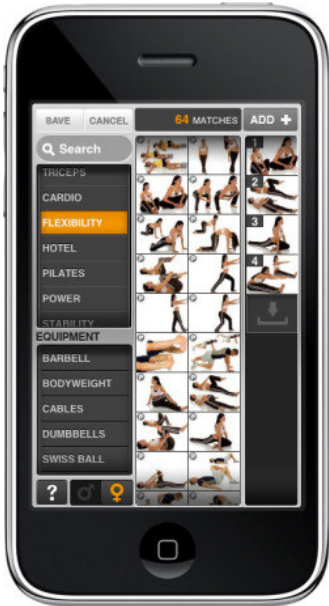 SAVE CANCEL 64 MATCHES ADD +
Search
TRICEPS
CARDIO
FLEXIBILITY
HOTEL
PILATES
POWER
STABILITY
EQUIPMENT
BARBELL
BODYWEIGHT
CABLES
DUMBBELLS
SWISS BALL
?
1
2
3
4